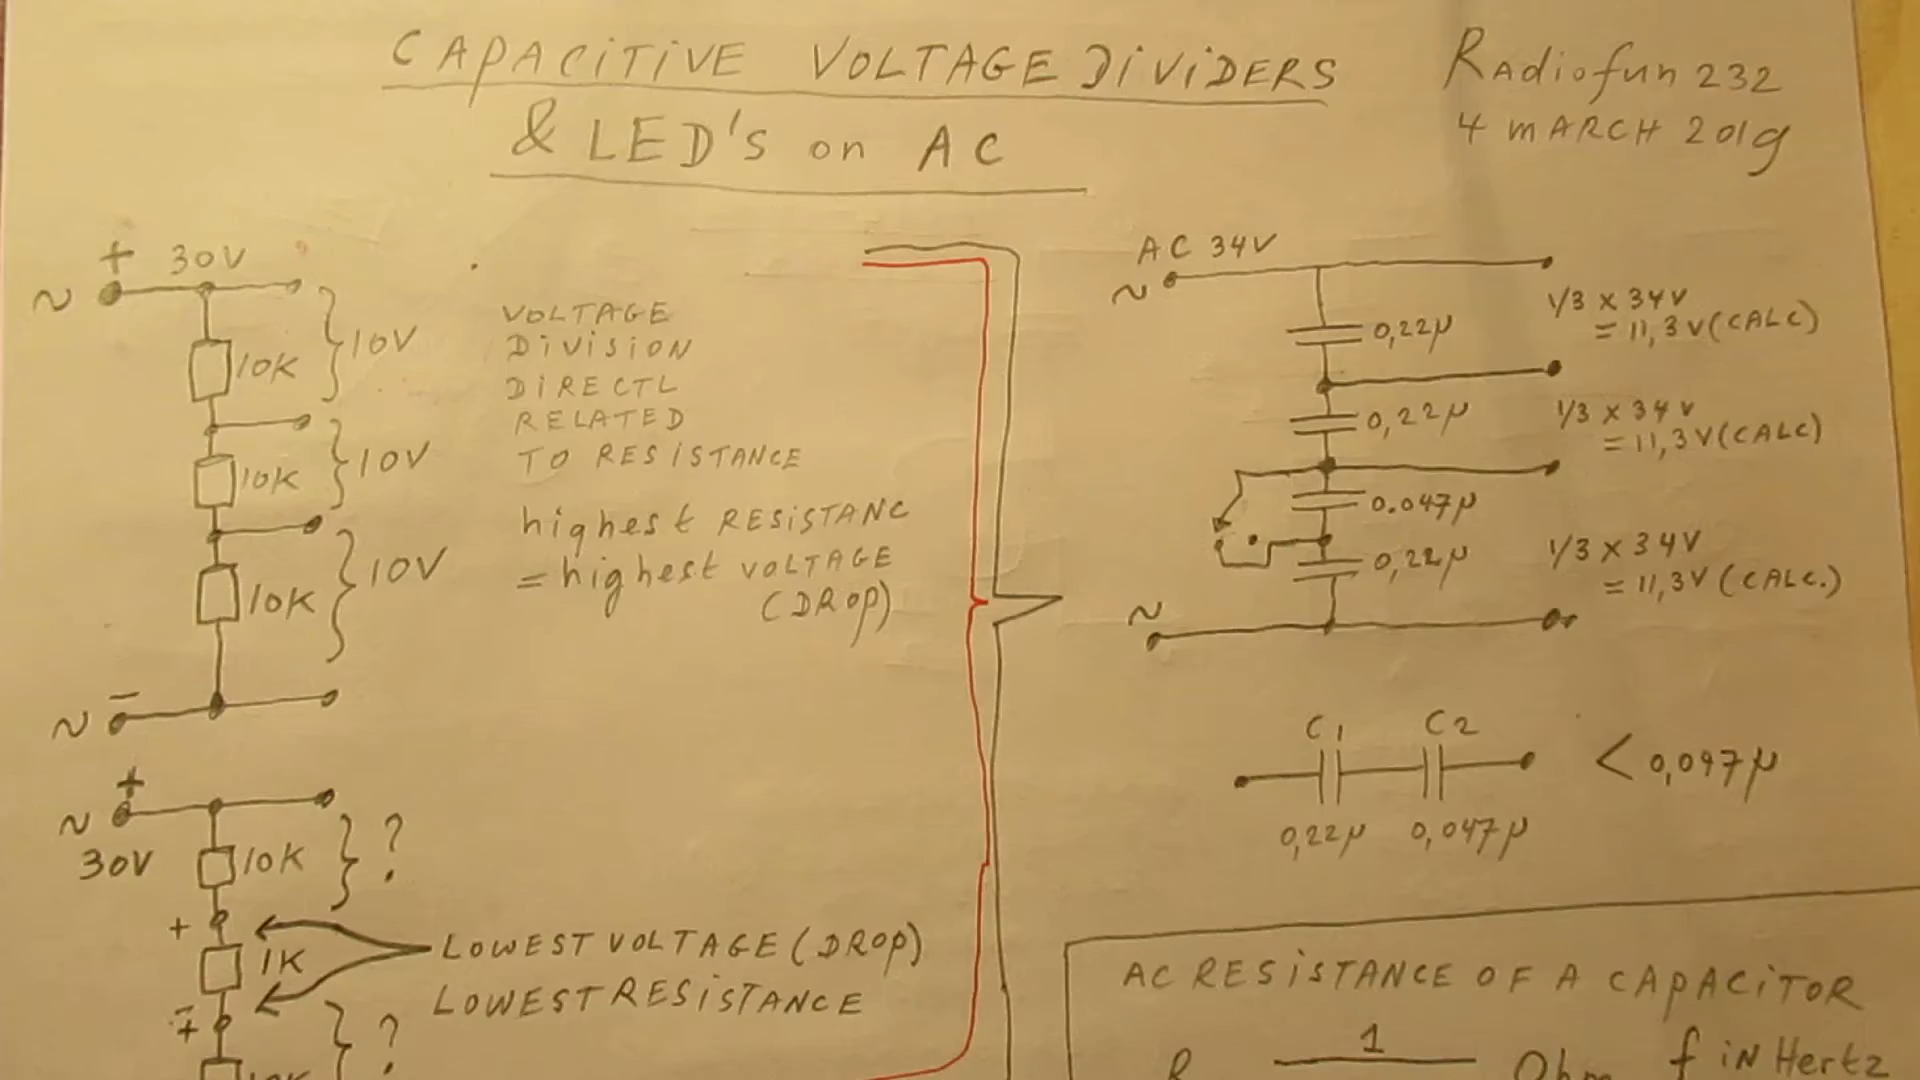 CAPACITIVE VOLTAGE DIVIDERS
& LED's on AC
Radiofun 232
4 MARCH 2019
+ 30V
~
10K
10V
10K
10V
10K
10V
−
~
VOLTAGE
DIVISION
DIRECTL
RELATED
TO RESISTANCE
highest RESISTANC
= highest VOLTAGE
(DROP)
+
~
30V
10K
?
+
1K
−
+
?
LOWEST VOLTAGE (DROP)
LOWEST RESISTANCE
AC 34V
~
0,22µ
1/3 x 34V
= 11,3V (CALC)
0,22µ
1/3 x 34V
= 11,3V (CALC)
0.047µ
0,22µ
1/3 x 34V
= 11,3V (CALC.)
~
C1 C2
< 0,047µ
0,22µ 0,047µ
AC RESISTANCE OF A CAPACITOR
1
Ohm f in Hertz